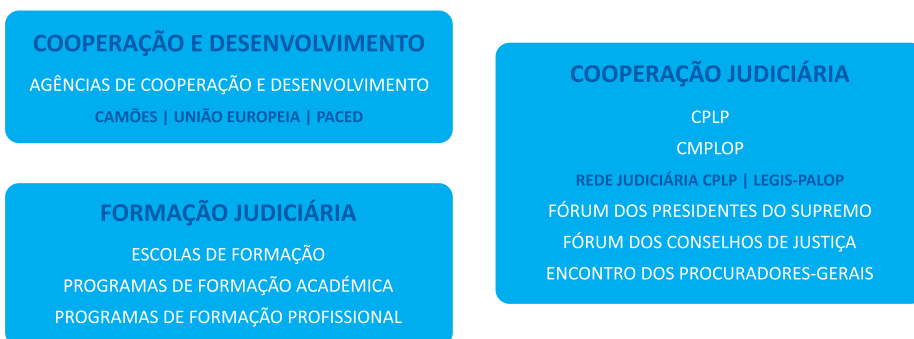 COOPERAÇÃO E DESENVOLVIMENTO
AGÊNCIAS DE COOPERAÇÃO E DESENVOLVIMENTO
CAMÕES | UNIÃO EUROPEIA | PACED
FORMAÇÃO JUDICIÁRIA
ESCOLAS DE FORMAÇÃO
PROGRAMAS DE FORMAÇÃO ACADÉMICA
PROGRAMAS DE FORMAÇÃO PROFISSIONAL
COOPERAÇÃO JUDICIÁRIA
CPLP
CMPLOP
REDE JUDICIÁRIA CPLP | LEGIS-PALOP
FÓRUM DOS PRESIDENTES DO SUPREMO
FÓRUM DOS CONSELHOS DE JUSTIÇA
ENCONTRO DOS PROCURADORES-GERAIS